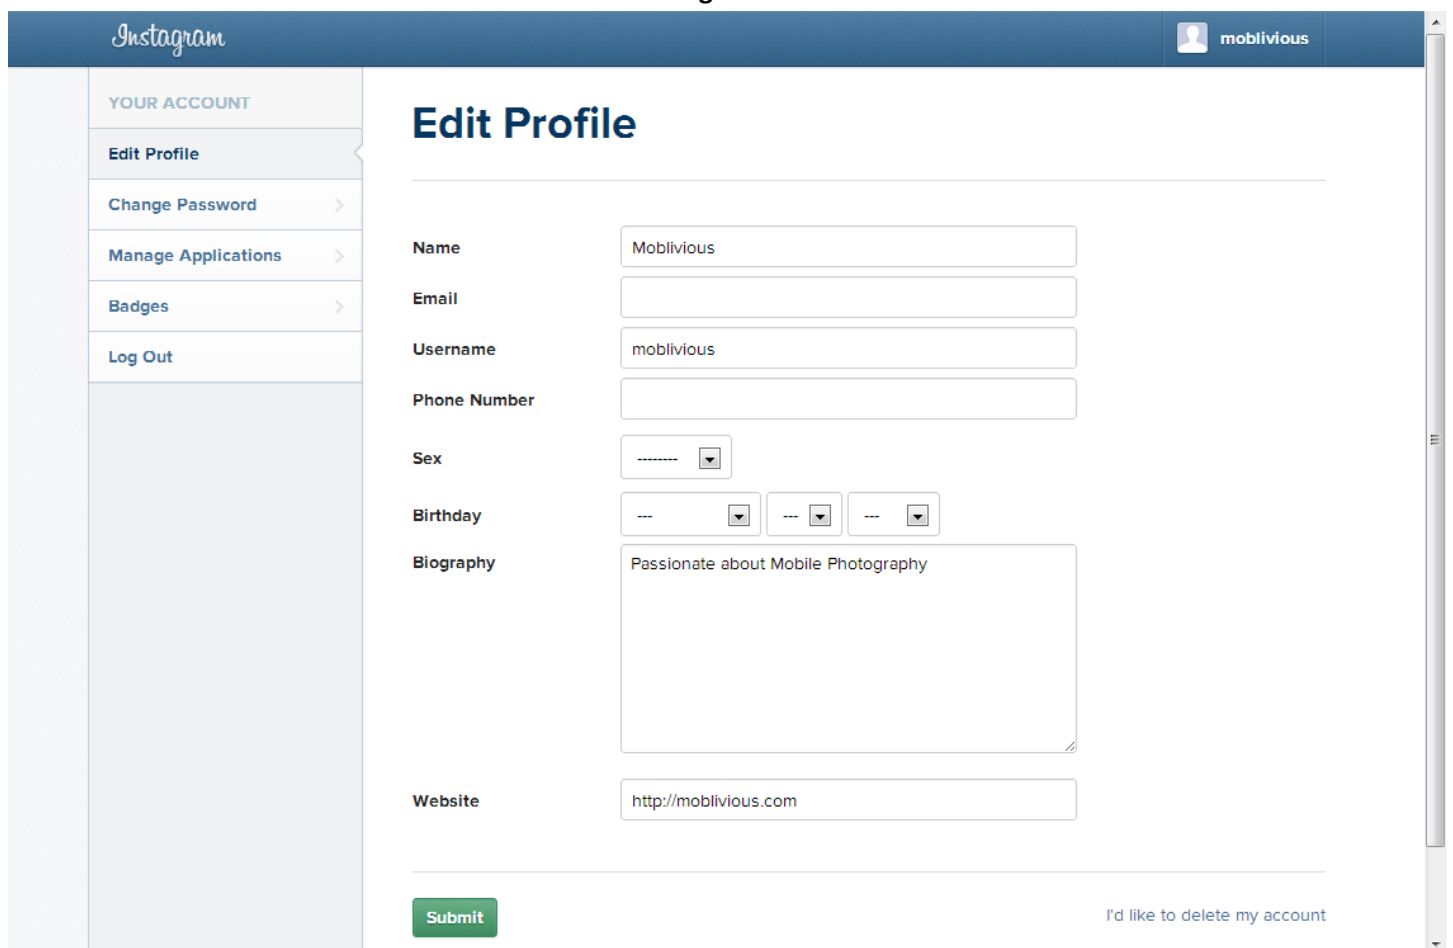 Instagram
moblivious
YOUR ACCOUNT
Edit Profile
Change Password
Manage Applications
Badges
Log Out
Edit Profile
Name
Moblivious
Email
Username
moblivious
Phone Number
Sex
--------
Birthday
--- --- ---
Biography
Passionate about Mobile Photography
Website
http://moblivious.com
Submit
I'd like to delete my account